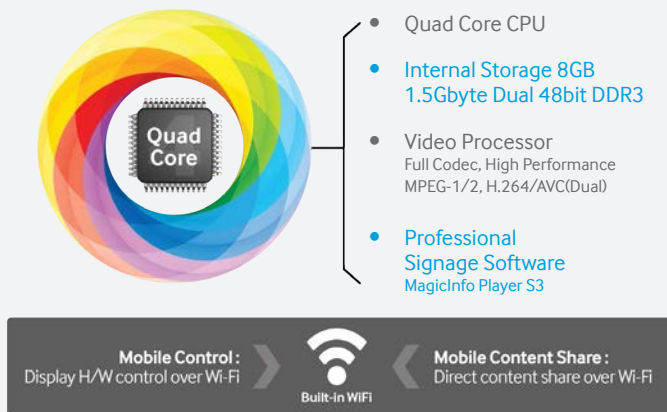 Quad
Core
Quad Core CPU
Internal Storage 8GB
1.5Gbyte Dual 48bit DDR3
Video Processor
Full Codec, High Performance
MPEG-1/2, H.264/AVC(Dual)
Professional
Signage Software
MagicInfo Player S3
Mobile Control :
Display H/W control over Wi-Fi
Built-in WiFi
Mobile Content Share :
Direct content share over Wi-Fi